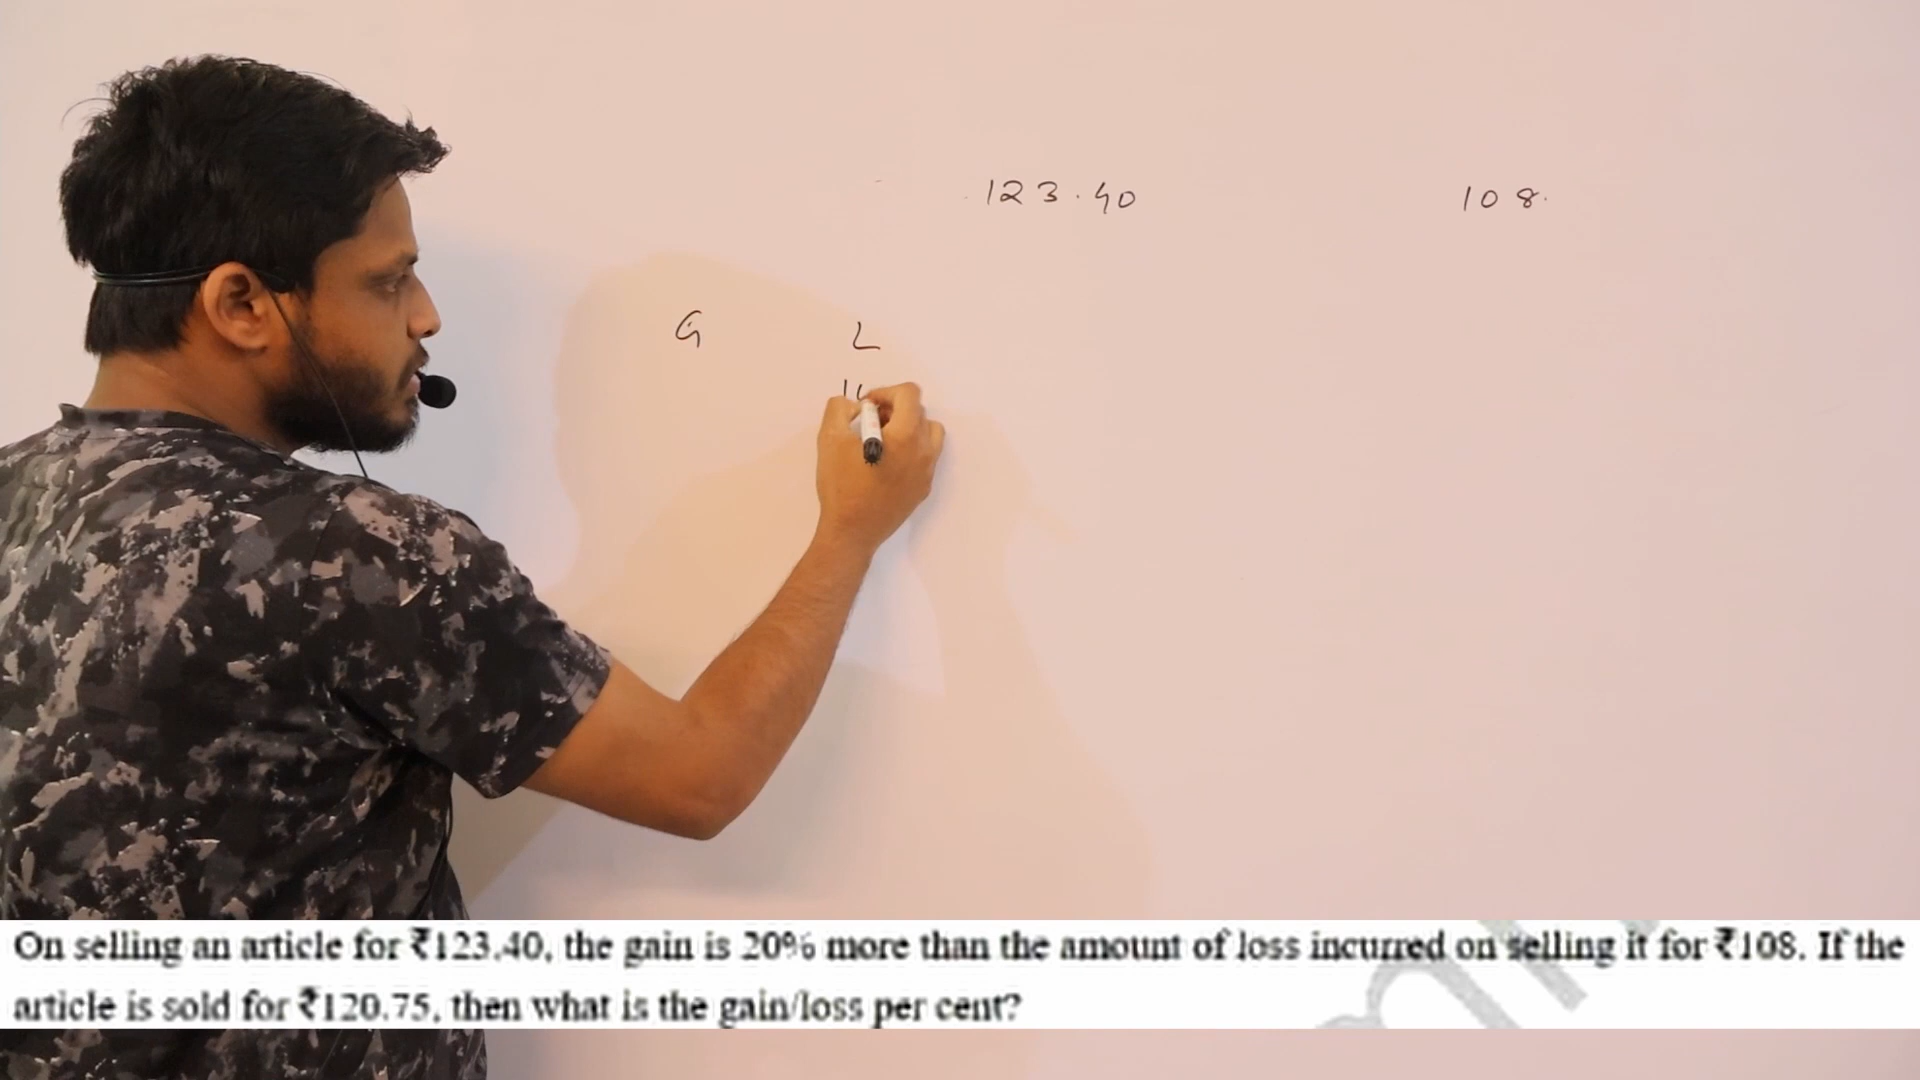 123.40 108.
G L
On selling an article for ₹123.40, the gain is 20% more than the amount of loss incurred on selling it for ₹108. If the
article is sold for ₹120.75, then what is the gain/loss per cent?